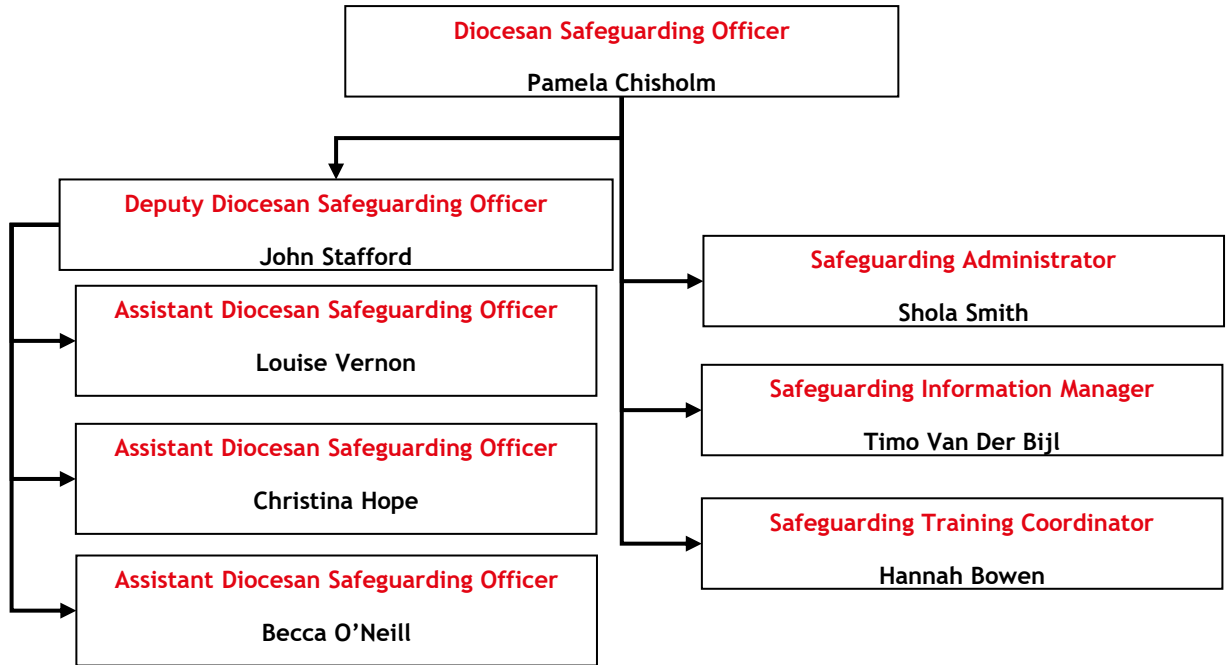 Diocesan Safeguarding Officer
Pamela Chisholm
Deputy Diocesan Safeguarding Officer
John Stafford
Assistant Diocesan Safeguarding Officer
Louise Vernon
Assistant Diocesan Safeguarding Officer
Christina Hope
Assistant Diocesan Safeguarding Officer
Becca O’Neill
Safeguarding Administrator
Shola Smith
Safeguarding Information Manager
Timo Van Der Bijl
Safeguarding Training Coordinator
Hannah Bowen